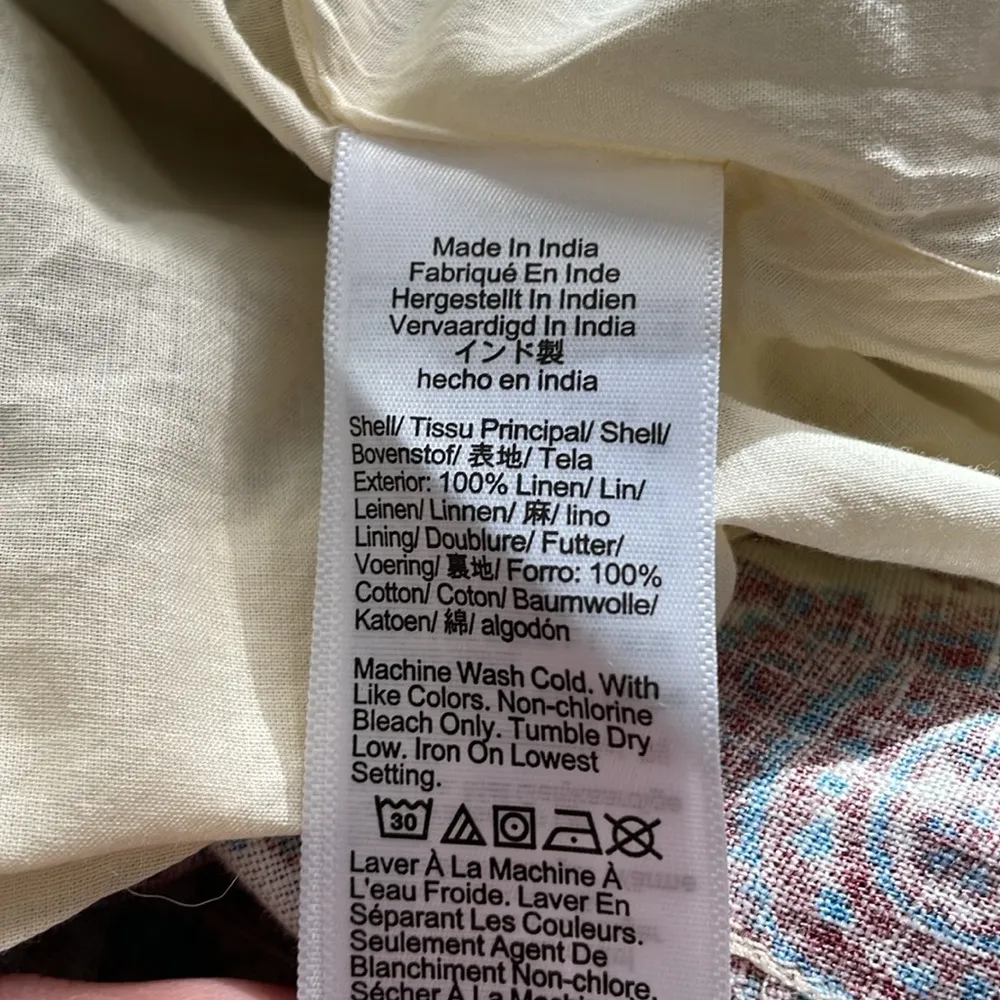 Made In India
Fabriqué En Inde
Hergestellt In Indien
Vervaardigd In India
インド製
hecho en india
Shell/ Tissu Principal/ Shell/
Bovenstof/ 表地/ Tela
Exterior: 100% Linen/ Lin/
Leinen/ Linnen/ 麻/ lino
Lining/ Doublure/ Futter/
Voering/ 裏地/ Forro: 100%
Cotton/ Coton/ Baumwolle/
Katoen/ 綿/ algodón
Machine Wash Cold. With
Like Colors. Non-chlorine
Bleach Only. Tumble Dry
Low. Iron On Lowest
Setting.
30
Laver À La Machine À
L'eau Froide. Laver En
Séparant Les Couleurs.
Seulement Agent De
Blanchiment Non-chlore.
Sécher À La